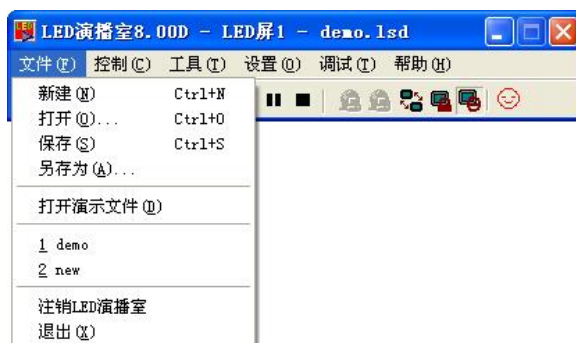 LED演播室8.00D - LED屏1 - demo.lsd
文件(F) 控制(C) 工具(T) 设置(O) 调试(T) 帮助(H)
新建(N) Ctrl+N
打开(O)... Ctrl+O
保存(S) Ctrl+S
另存为(A)...
打开演示文件(D)
1 demo
2 new
注销LED演播室
退出(X)